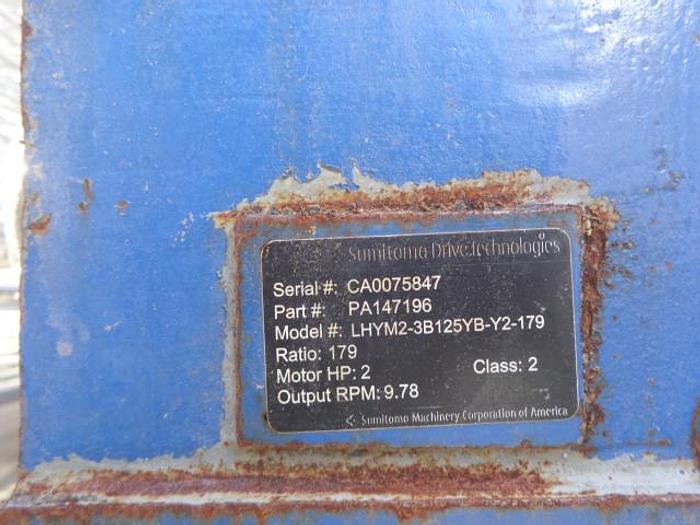 Sumitomo Drive Technologies
Serial #: CA0075847
Part #: PA147196
Model #: LHYM2-3B125YB-Y2-179
Ratio: 179
Motor HP: 2 Class: 2
Output RPM: 9.78
Sumitomo Machinery Corporation of America